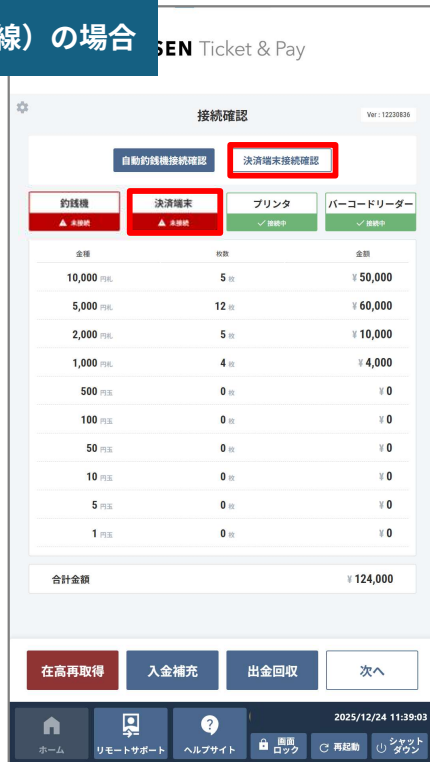 線）の場合
SEN Ticket & Pay
接続確認
Ver : 12230836
自動釣銭機接続確認 決済端末接続確認
釣銭機 決済端末 プリンタ バーコードリーダー
未接続 未接続 接続中 接続中
金種 枚数 金額
10,000 円札 5 枚 ¥ 50,000
5,000 円札 12 枚 ¥ 60,000
2,000 円札 5 枚 ¥ 10,000
1,000 円札 4 枚 ¥ 4,000
500 円玉 0 枚 ¥ 0
100 円玉 0 枚 ¥ 0
50 円玉 0 枚 ¥ 0
10 円玉 0 枚 ¥ 0
5 円玉 0 枚 ¥ 0
1 円玉 0 枚 ¥ 0
合計金額 ¥ 124,000
在高再取得 入金補充 出金回収 次へ
2025/12/24 11:39:03
ホーム リモートサポート ヘルプサイト 画面ロック 再起動 シャットダウン